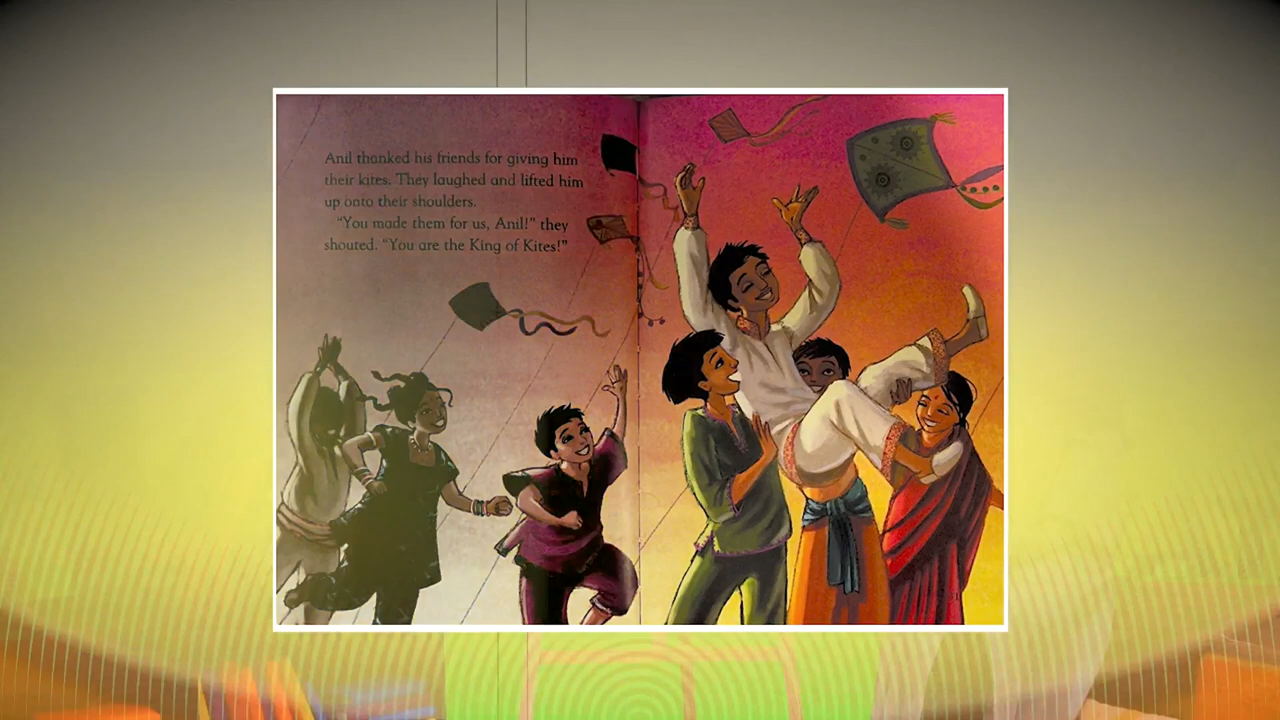 Anil thanked his friends for giving him
their kites. They laughed and lifted him
up onto their shoulders.
"You made them for us, Anil!" they
shouted. "You are the King of Kites!"